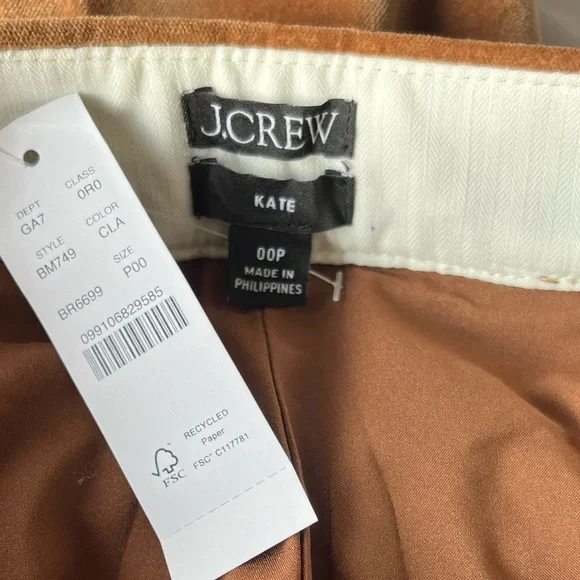 J.CREW
KATE
00P
MADE IN
PHILIPPINES
DEPT CLASS
GA7 0R0
STYLE COLOR
BM749 CLA
SIZE
BR6699 P00
099106829585
RECYCLED
Paper
FSC® C117781
FSC